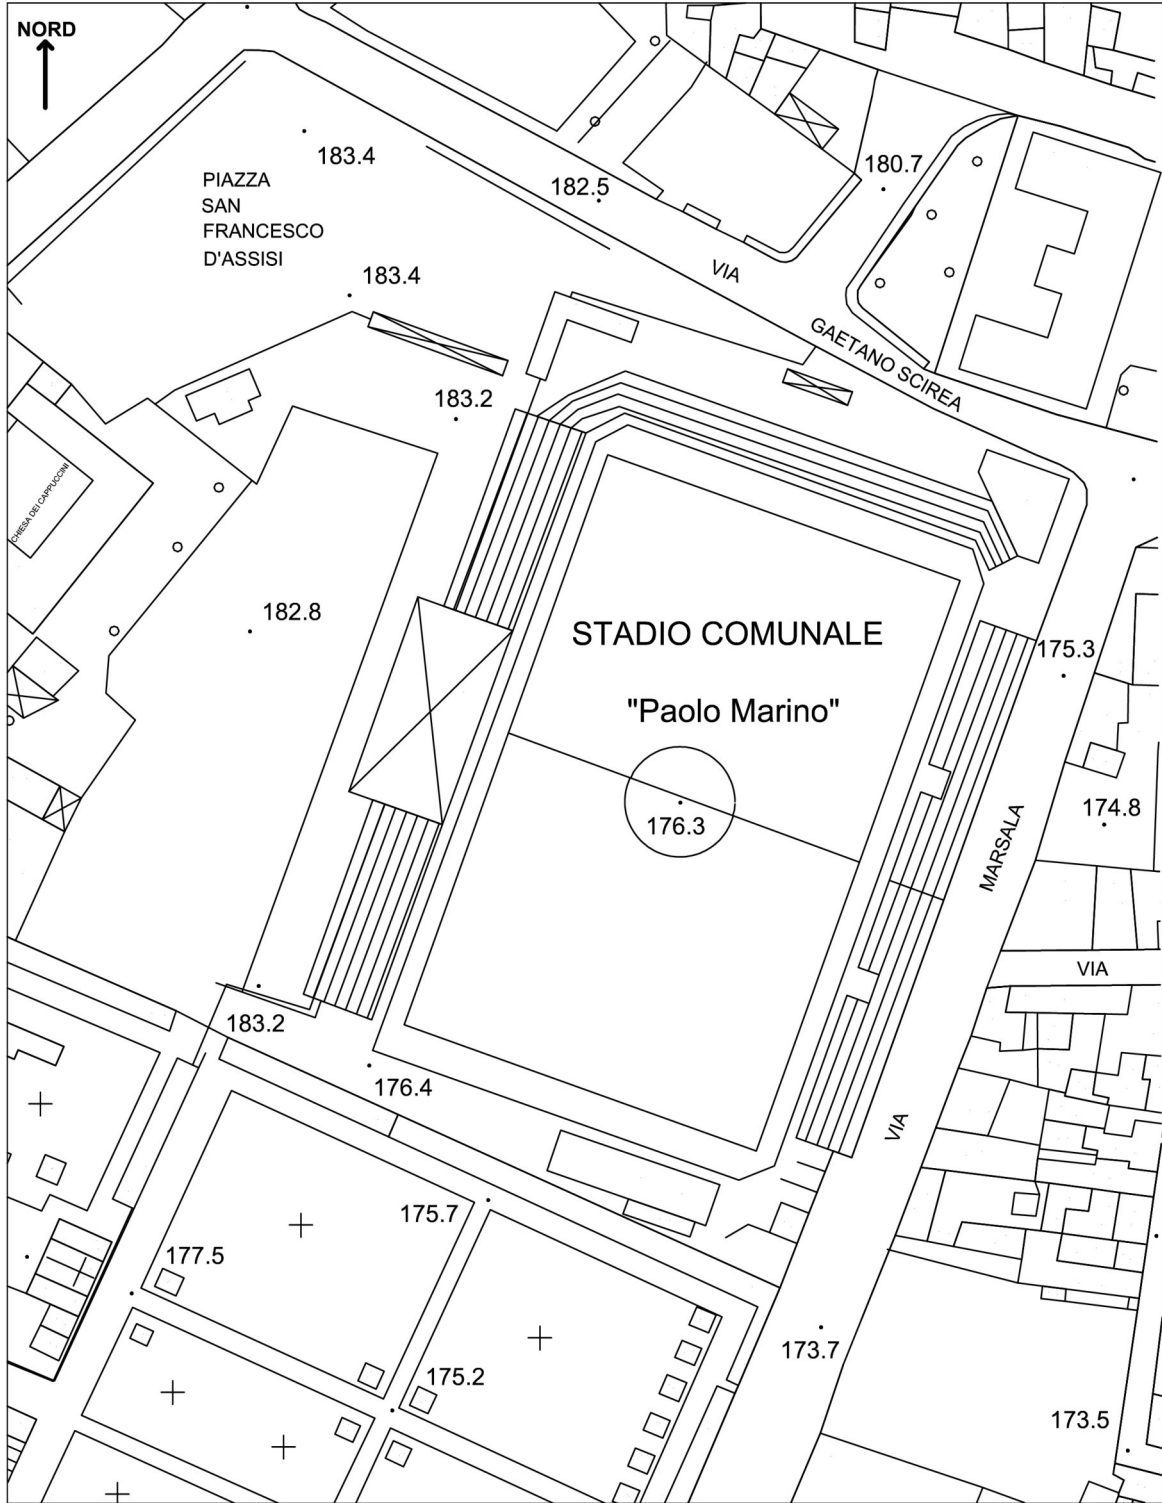 NORD
183.4
180.7
PIAZZA
SAN
FRANCESCO
D'ASSISI
182.5
183.4
VIA
GAETANO SCIREA
183.2
CHIESA DEI CAPPUCCINI
182.8
STADIO COMUNALE
175.3
"Paolo Marino"
176.3
174.8
MARSALA
VIA
183.2
176.4
VIA
175.7
177.5
173.7
175.2
173.5